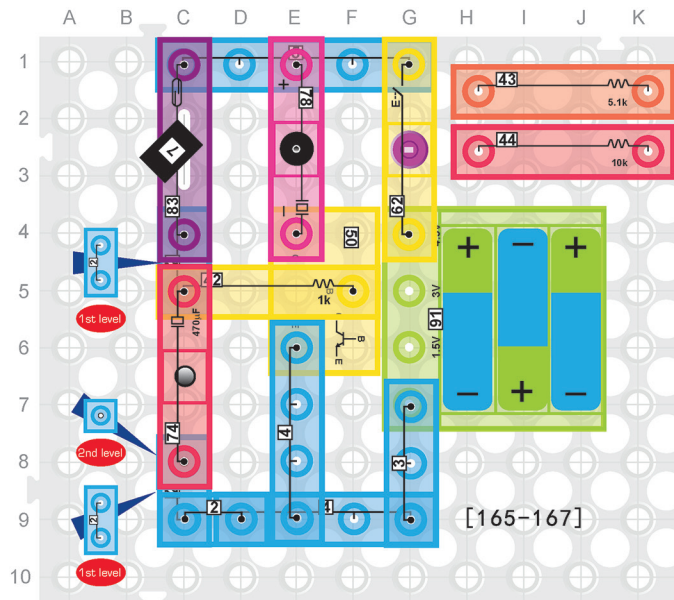 A B C D E F G H I J K
1
43
5.1k
+
78
E
2
44
10k
7
3
83
62
−
4
50
+ − +
2
5
42
3V
1k
1st level
470µF
91
6
1.5V
B
E
− + −
7
4
3
74
2nd level
8
2
9
2
4
[165-167]
1st level
10